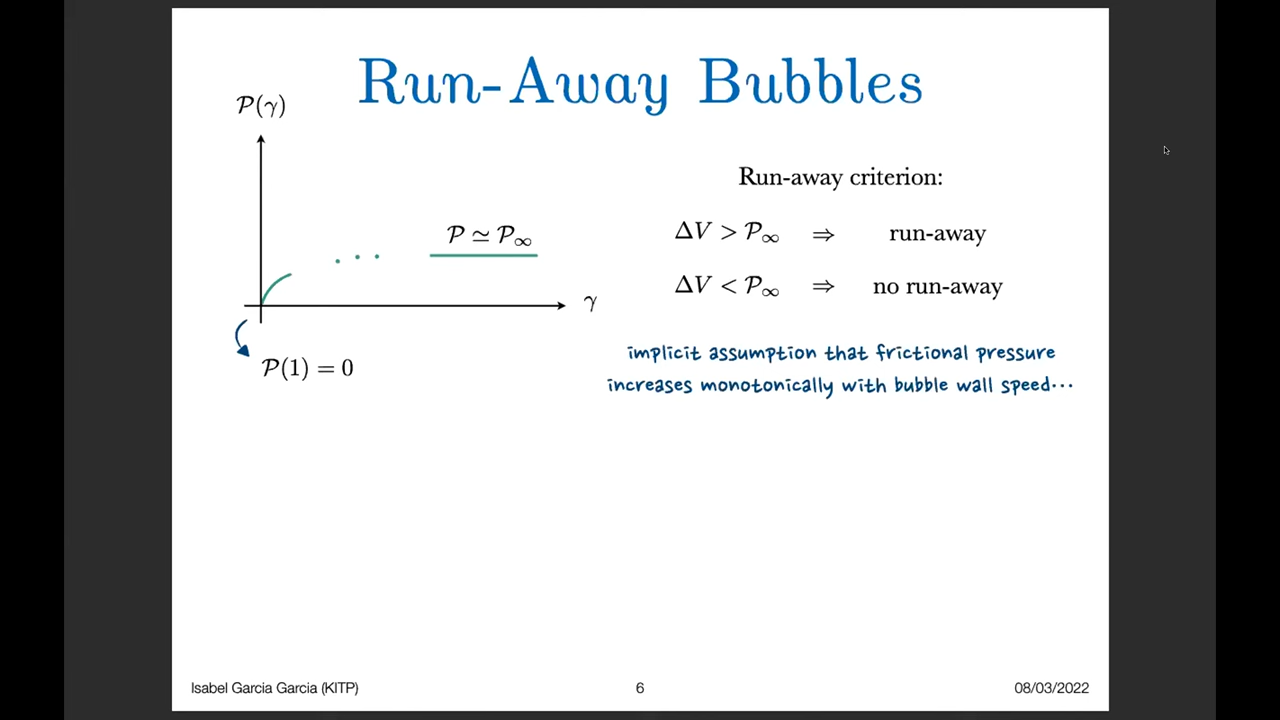 Run-Away Bubbles
𝒫(γ)
𝒫 ≃ 𝒫∞
γ
𝒫(1) = 0
Run-away criterion:
ΔV > 𝒫∞ ⇒ run-away
ΔV < 𝒫∞ ⇒ no run-away
implicit assumption that frictional pressure
increases monotonically with bubble wall speed...
Isabel Garcia Garcia (KITP)
6
08/03/2022